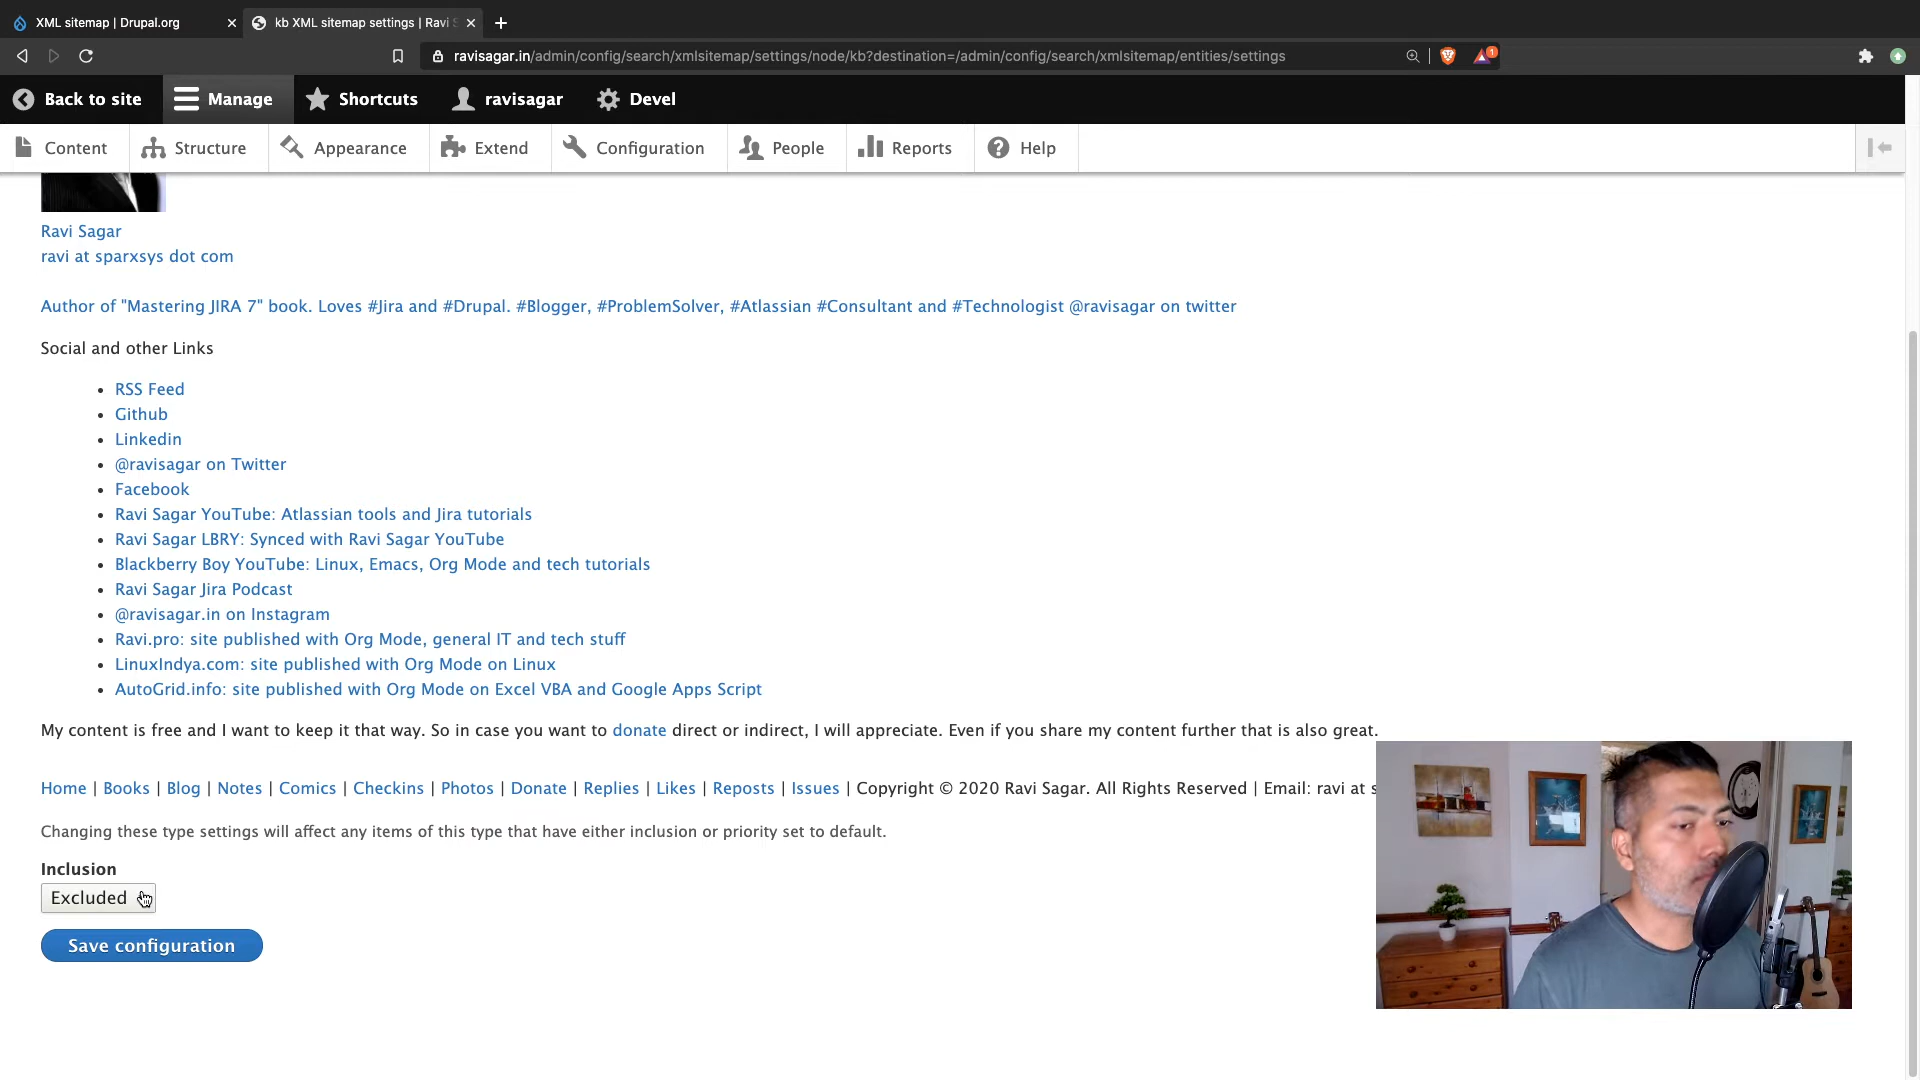 XML sitemap | Drupal.org
kb XML sitemap settings | Ravi S
ravisagar.in/admin/config/search/xmlsitemap/settings/node/kb?destination=/admin/config/search/xmlsitemap/entities/settings
1
Back to site
Manage
Shortcuts
ravisagar
Devel
Content
Structure
Appearance
Extend
Configuration
People
Reports
Help
Ravi Sagar
ravi at sparxsys dot com
Author of "Mastering JIRA 7" book. Loves #Jira and #Drupal. #Blogger, #ProblemSolver, #Atlassian #Consultant and #Technologist @ravisagar on twitter
Social and other Links
• RSS Feed
• Github
• Linkedin
• @ravisagar on Twitter
• Facebook
• Ravi Sagar YouTube: Atlassian tools and Jira tutorials
• Ravi Sagar LBRY: Synced with Ravi Sagar YouTube
• Blackberry Boy YouTube: Linux, Emacs, Org Mode and tech tutorials
• Ravi Sagar Jira Podcast
• @ravisagar.in on Instagram
• Ravi.pro: site published with Org Mode, general IT and tech stuff
• LinuxIndya.com: site published with Org Mode on Linux
• AutoGrid.info: site published with Org Mode on Excel VBA and Google Apps Script
My content is free and I want to keep it that way. So in case you want to donate direct or indirect, I will appreciate. Even if you share my content further that is also great.
Home | Books | Blog | Notes | Comics | Checkins | Photos | Donate | Replies | Likes | Reposts | Issues | Copyright © 2020 Ravi Sagar. All Rights Reserved | Email: ravi at s
Changing these type settings will affect any items of this type that have either inclusion or priority set to default.
Inclusion
Excluded
Save configuration